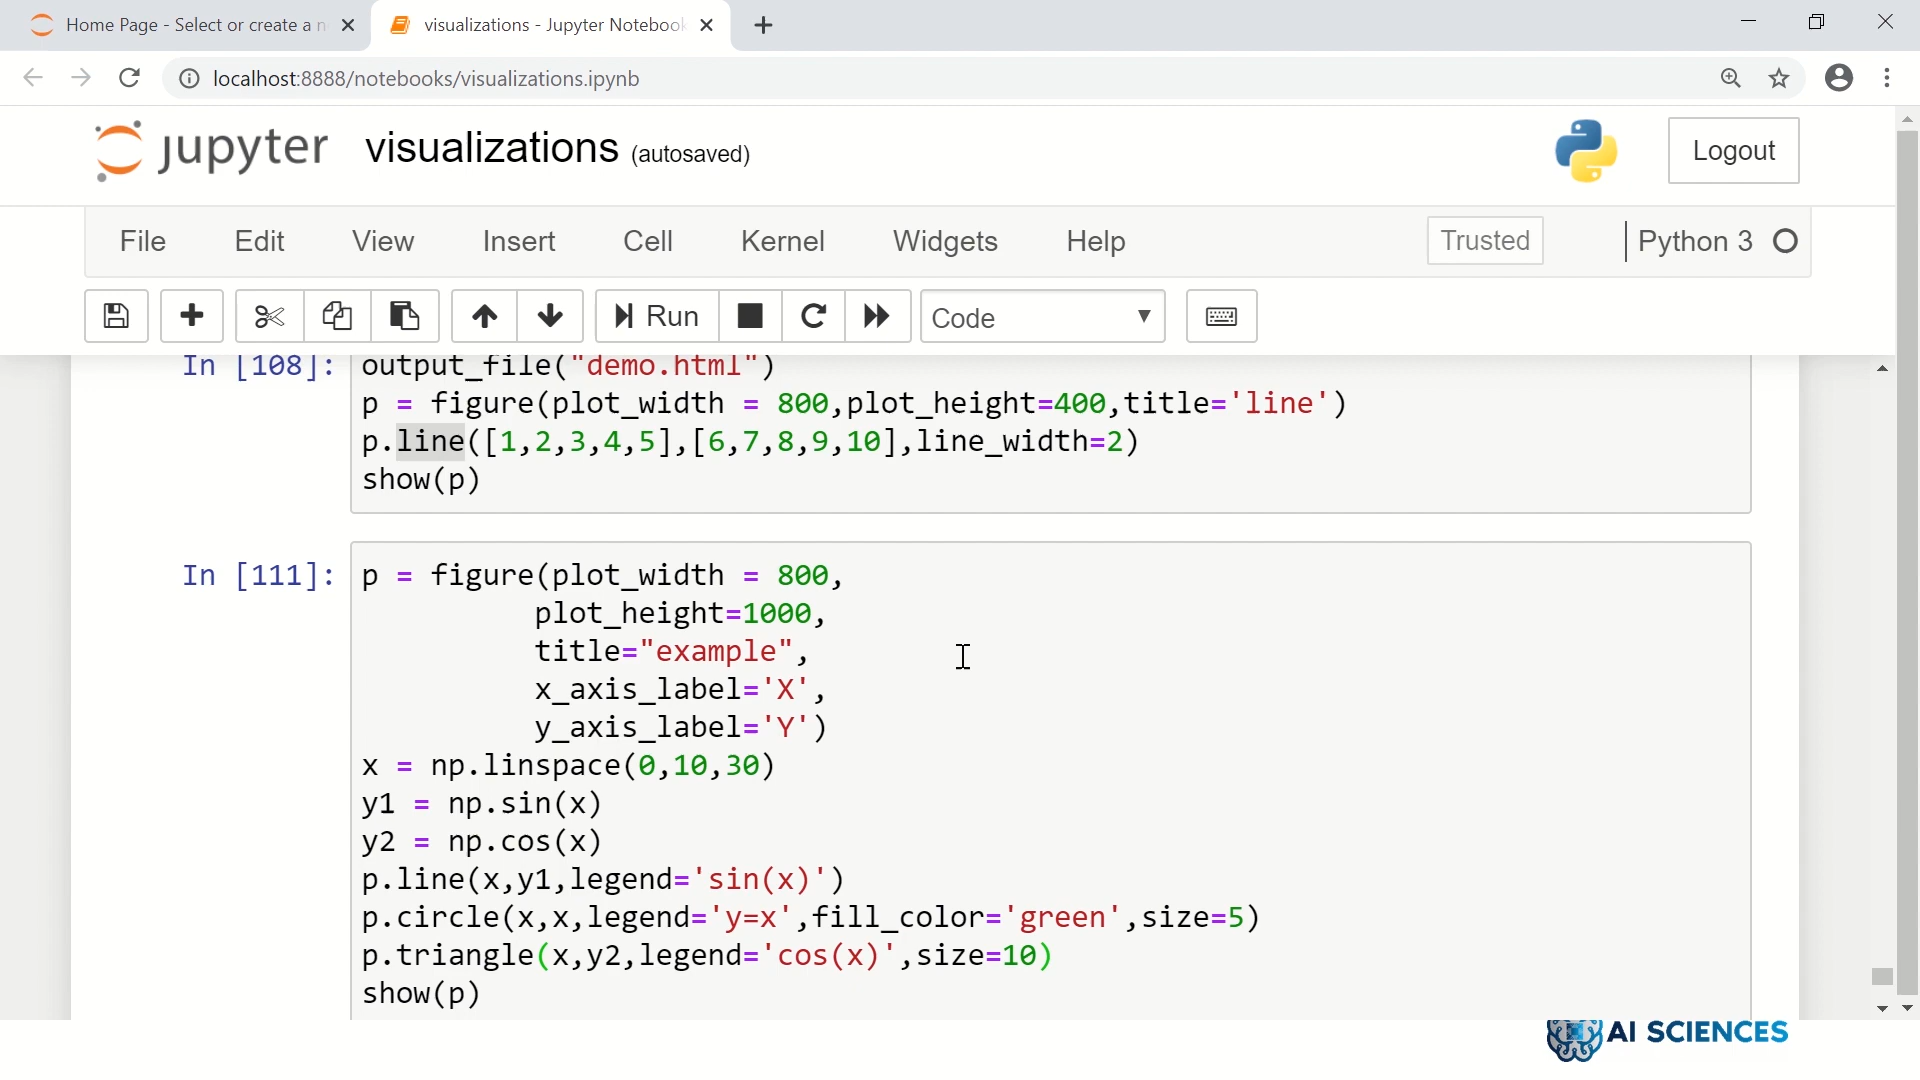 Home Page - Select or create a n
visualizations - Jupyter Notebook
localhost:8888/notebooks/visualizations.ipynb
jupyter visualizations (autosaved)
Logout
File Edit View Insert Cell Kernel Widgets Help Trusted Python 3
Run Code
In [108]: output_file("demo.html")
p = figure(plot_width = 800,plot_height=400,title='line')
p.line([1,2,3,4,5],[6,7,8,9,10],line_width=2)
show(p)
In [111]: p = figure(plot_width = 800,
plot_height=1000,
title="example",
x_axis_label='X',
y_axis_label='Y')
x = np.linspace(0,10,30)
y1 = np.sin(x)
y2 = np.cos(x)
p.line(x,y1,legend='sin(x)')
p.circle(x,x,legend='y=x',fill_color='green',size=5)
p.triangle(x,y2,legend='cos(x)',size=10)
show(p)
AI SCIENCES